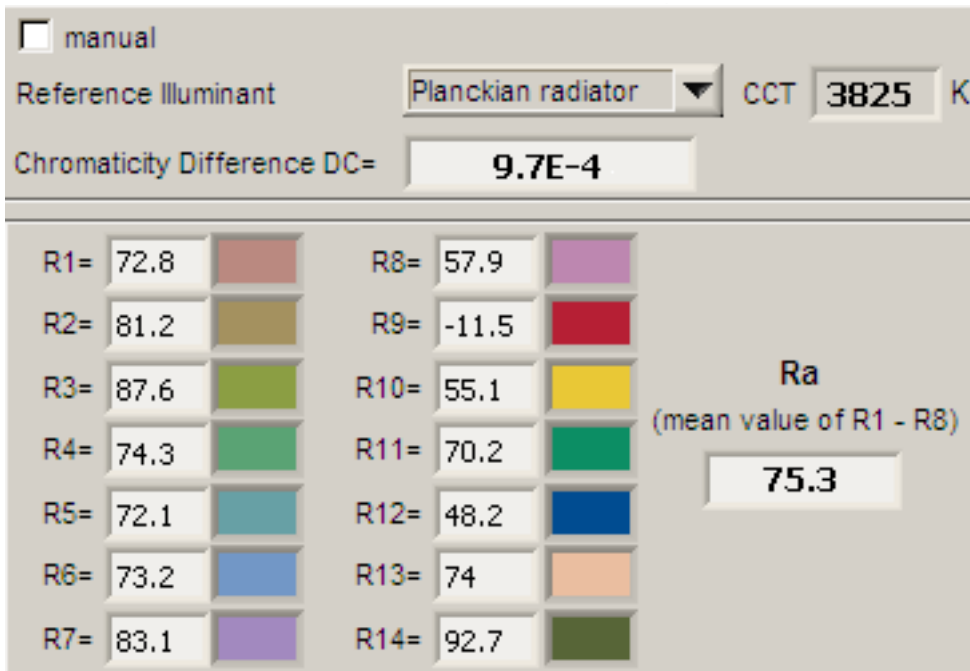 manual
Reference Illuminant Planckian radiator CCT 3825 K
Chromaticity Difference DC= 9.7E-4
R1= 72.8 R8= 57.9
R2= 81.2 R9= -11.5
R3= 87.6 R10= 55.1
Ra
(mean value of R1 - R8)
R4= 74.3 R11= 70.2
75.3
R5= 72.1 R12= 48.2
R6= 73.2 R13= 74
R7= 83.1 R14= 92.7